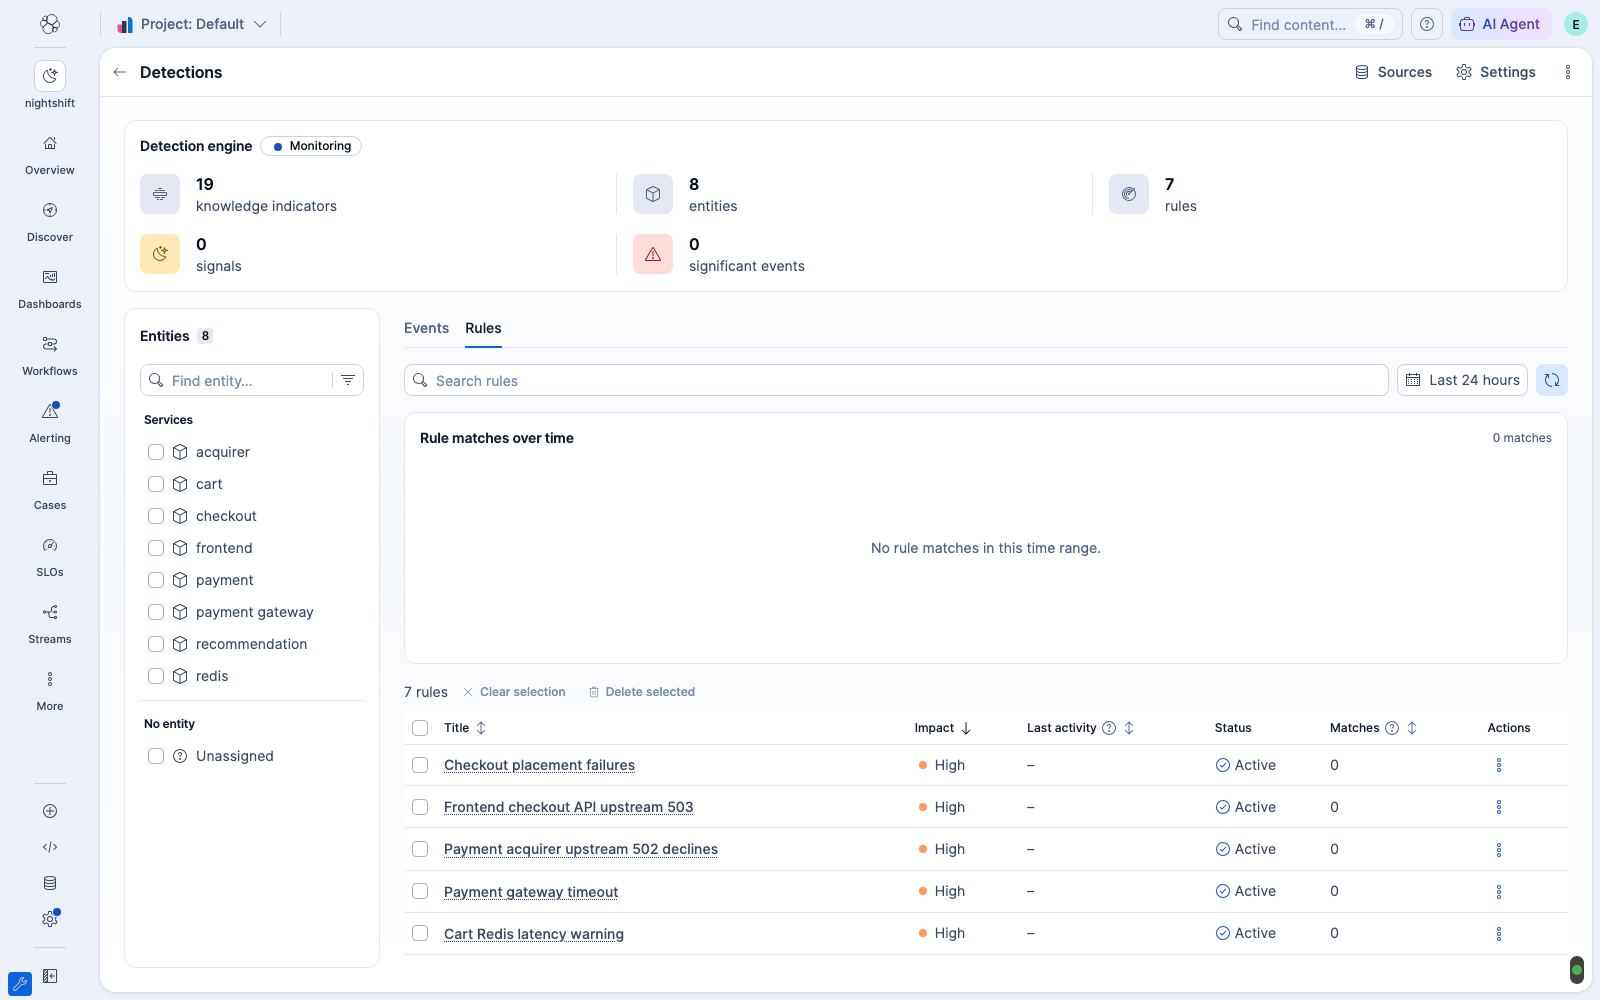 Project: Default
Find content...
⌘ /
AI Agent
E
nightshift
Overview
Discover
Dashboards
Workflows
Alerting
Cases
SLOs
Streams
More
Detections
Sources
Settings
Detection engine
Monitoring
19
knowledge indicators
8
entities
7
rules
0
signals
0
significant events
Entities 8
Find entity...
Services
acquirer
cart
checkout
frontend
payment
payment gateway
recommendation
redis
No entity
Unassigned
Events Rules
Search rules
Last 24 hours
Rule matches over time
0 matches
No rule matches in this time range.
7 rules Clear selection Delete selected
Title Impact Last activity Status Matches Actions
Checkout placement failures High – Active 0
Frontend checkout API upstream 503 High – Active 0
Payment acquirer upstream 502 declines High – Active 0
Payment gateway timeout High – Active 0
Cart Redis latency warning High – Active 0